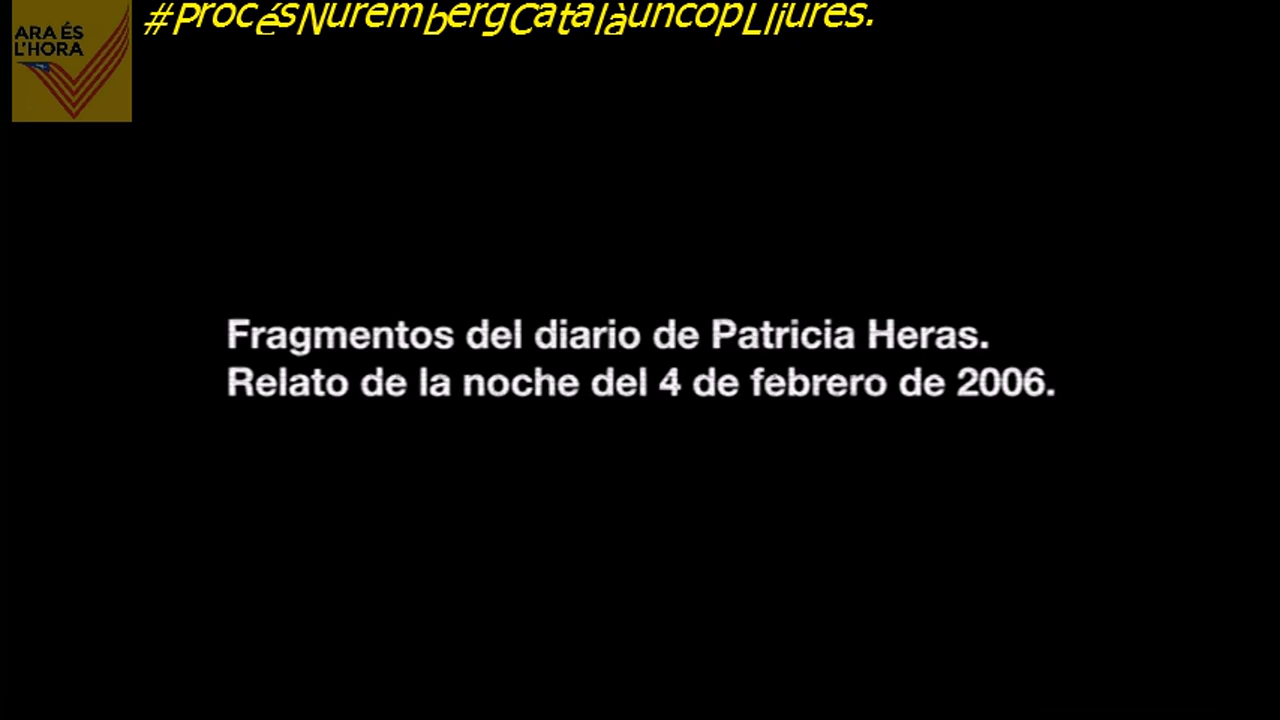 #ProcésNurembergCatalàuncopLliures.
ARA ÉS
L'HORA
Fragmentos del diario de Patricia Heras.
Relato de la noche del 4 de febrero de 2006.